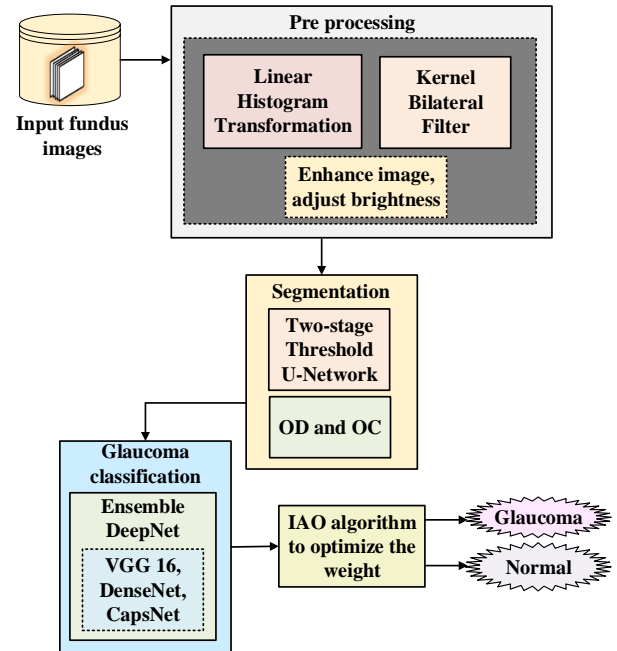 Pre processing
Input fundus
images
Linear
Histogram
Transformation
Kernel
Bilateral
Filter
Enhance image,
adjust brightness
Segmentation
Two-stage
Threshold
U-Network
OD and OC
Glaucoma
classification
Ensemble
DeepNet
VGG 16,
DenseNet,
CapsNet
IAO algorithm
to optimize the
weight
Glaucoma
Normal